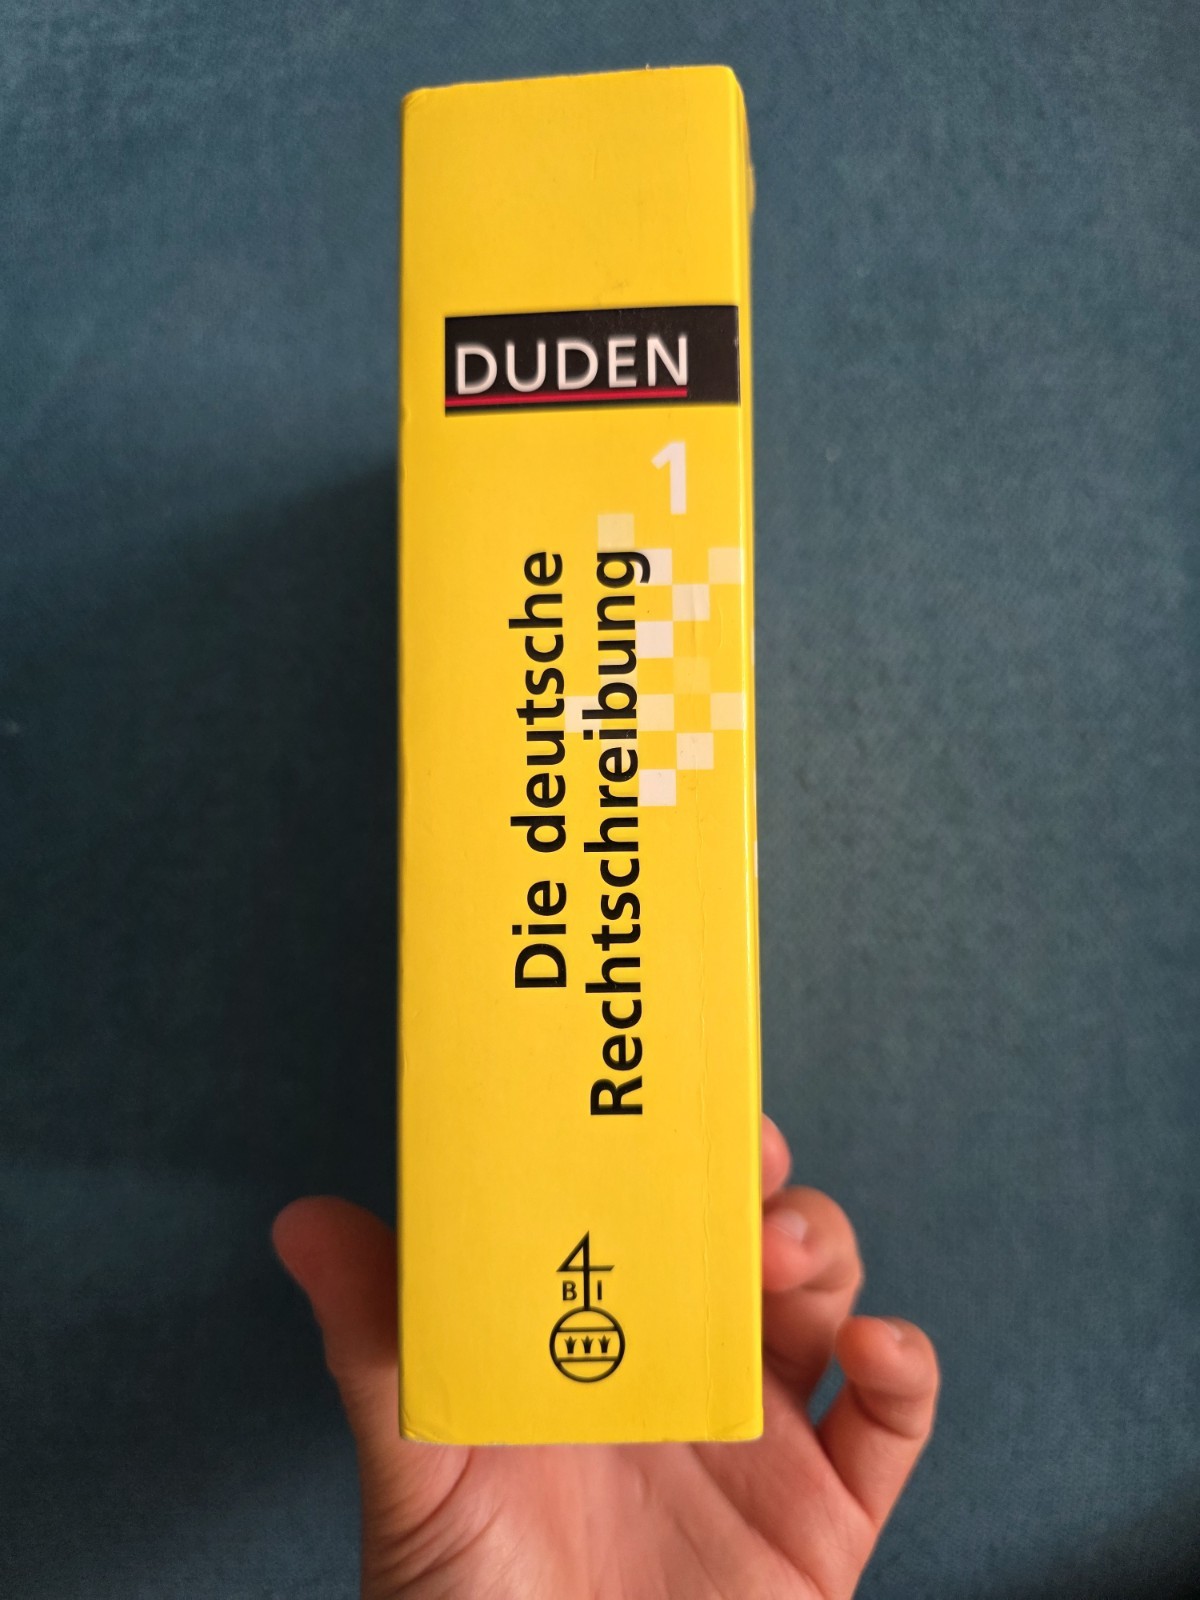 DUDEN
1
Die deutsche
Rechtschreibung
B I